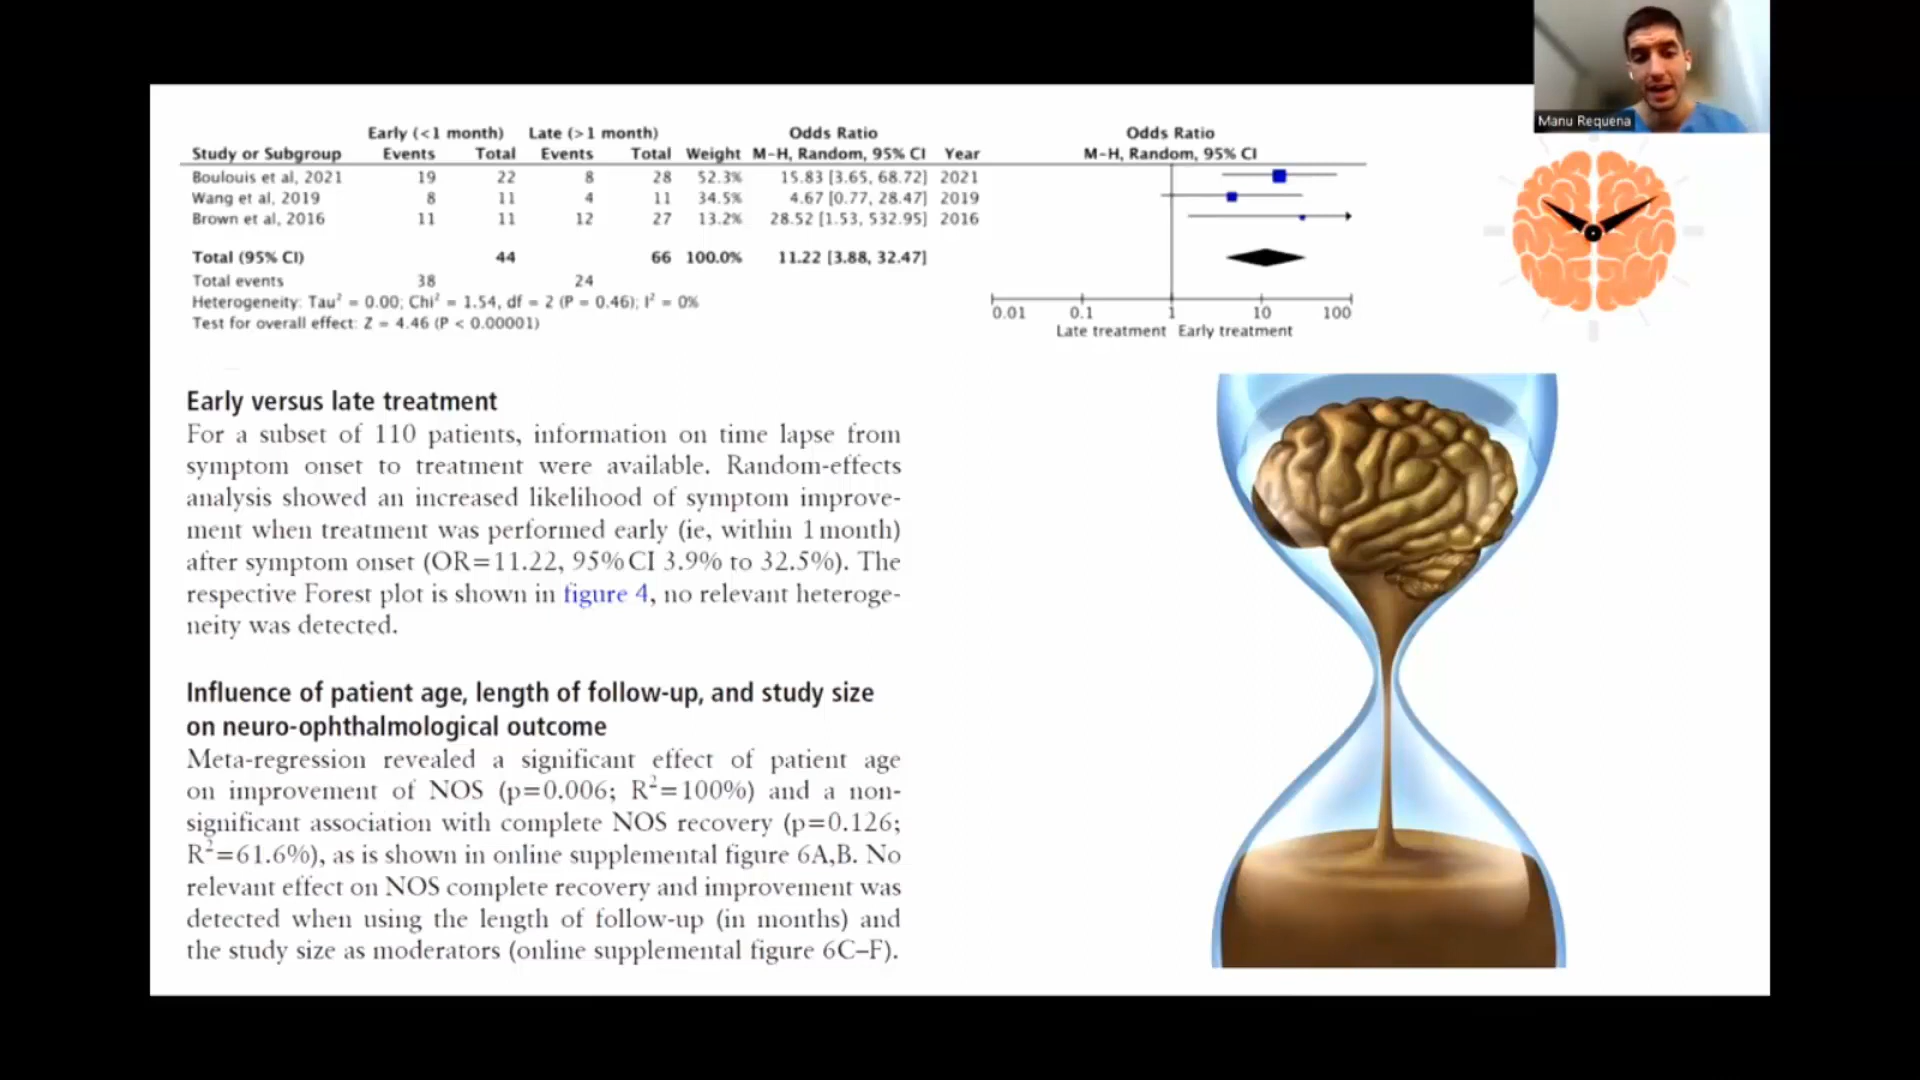 Manu Requena
Early (<1 month) Late (>1 month) Odds Ratio Odds Ratio
Study or Subgroup Events Total Events Total Weight M-H, Random, 95% CI Year M-H, Random, 95% CI
Boulouis et al, 2021 19 22 8 28 52.3% 15.83 [3.65, 68.72] 2021
Wang et al, 2019 8 11 4 11 34.5% 4.67 [0.77, 28.47] 2019
Brown et al, 2016 11 11 12 27 13.2% 28.52 [1.53, 532.95] 2016
Total (95% CI) 44 66 100.0% 11.22 [3.88, 32.47]
Total events 38 24
Heterogeneity: Tau² = 0.00; Chi² = 1.54, df = 2 (P = 0.46); I² = 0%
Test for overall effect: Z = 4.46 (P < 0.00001)
0.01 0.1 1 10 100
Late treatment Early treatment
Early versus late treatment
For a subset of 110 patients, information on time lapse from
symptom onset to treatment were available. Random-effects
analysis showed an increased likelihood of symptom improve-
ment when treatment was performed early (ie, within 1 month)
after symptom onset (OR=11.22, 95% CI 3.9% to 32.5%). The
respective Forest plot is shown in figure 4, no relevant heteroge-
neity was detected.
Influence of patient age, length of follow-up, and study size
on neuro-ophthalmological outcome
Meta-regression revealed a significant effect of patient age
on improvement of NOS (p=0.006; R²=100%) and a non-
significant association with complete NOS recovery (p=0.126;
R²=61.6%), as is shown in online supplemental figure 6A,B. No
relevant effect on NOS complete recovery and improvement was
detected when using the length of follow-up (in months) and
the study size as moderators (online supplemental figure 6C–F).